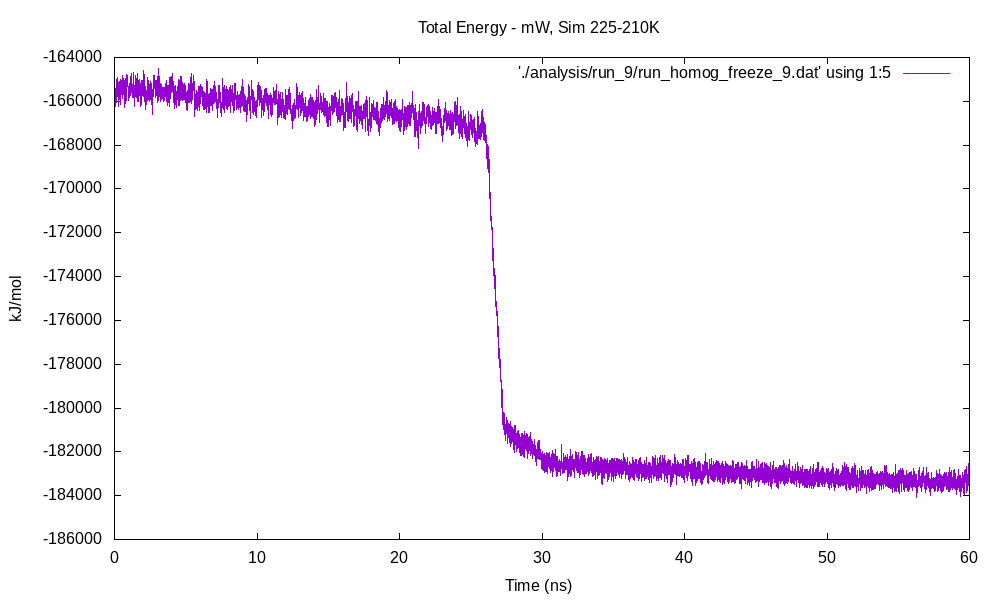 Total Energy - mW, Sim 225-210K
'./analysis/run_9/run_homog_freeze_9.dat' using 1:5
-164000
-166000
-168000
-170000
-172000
-174000
-176000
-178000
-180000
-182000
-184000
-186000
kJ/mol
0 10 20 30 40 50 60
Time (ns)